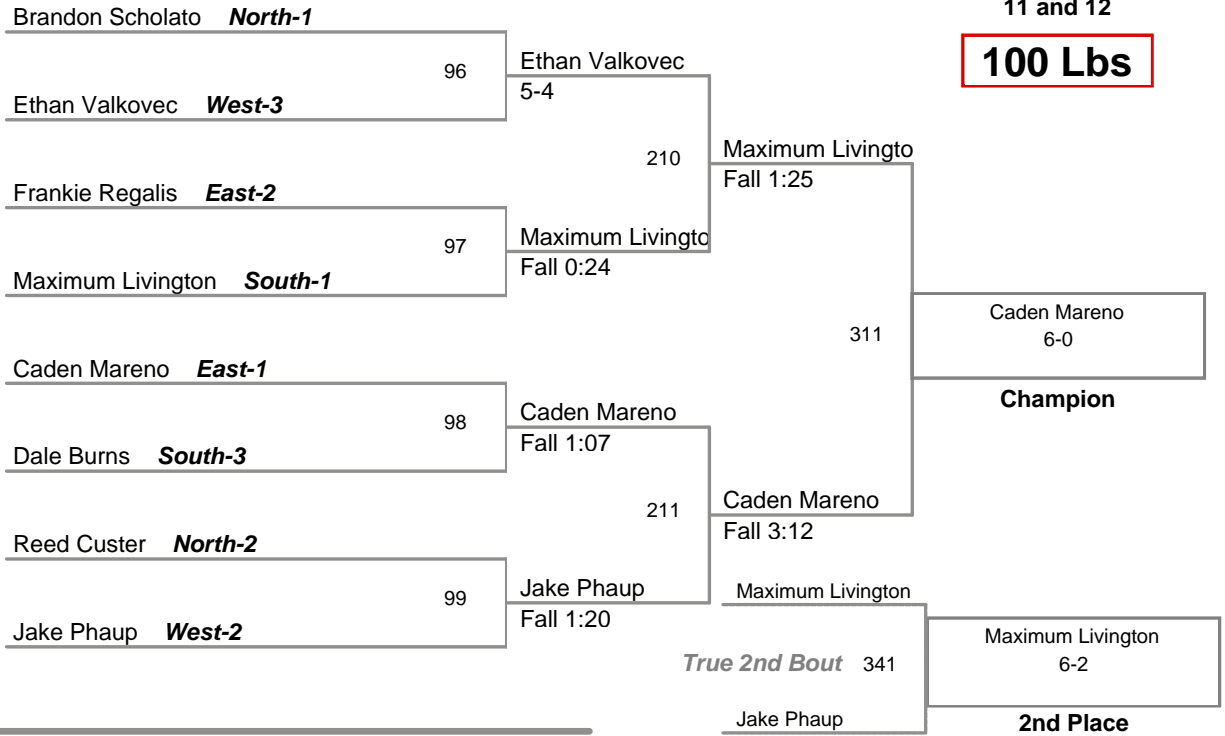 11 and 12
100 Lbs
Brandon Scholato North-1
96
Ethan Valkovec West-3
Ethan Valkovec
5-4
Frankie Regalis East-2
97
Maximum Livington South-1
Maximum Livingto
Fall 0:24
210
Maximum Livingto
Fall 1:25
Caden Mareno East-1
98
Dale Burns South-3
Caden Mareno
Fall 1:07
Reed Custer North-2
99
Jake Phaup West-2
Jake Phaup
Fall 1:20
211
Caden Mareno
Fall 3:12
311
Caden Mareno
6-0
Champion
Maximum Livington
True 2nd Bout 341
Jake Phaup
Maximum Livington
6-2
2nd Place